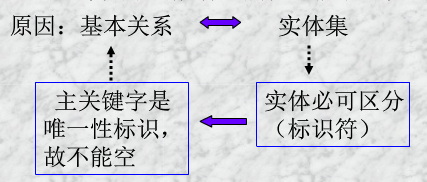 原因：基本关系 实体集
主关键字是
唯一性标识，
故不能空
实体必可区分
（标识符）